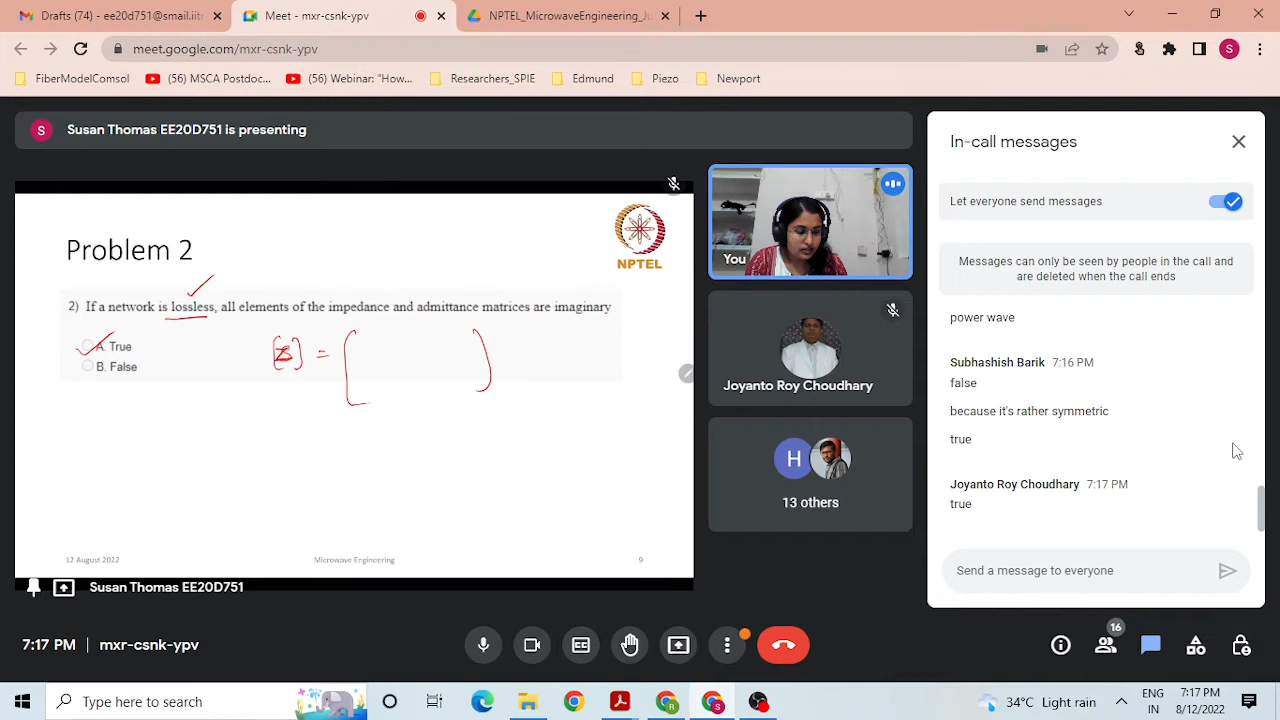 Drafts (74) - ee20d751@smail.iitr
Meet - mxr-csnk-ypv
NPTEL_MicrowaveEngineering_Ju
meet.google.com/mxr-csnk-ypv
FiberModelComsol
(56) MSCA Postdoc...
(56) Webinar: "How...
Researchers_SPIE
Edmund
Piezo
Newport
S
Susan Thomas EE20D751 is presenting
Problem 2
NPTEL
2) If a network is lossless, all elements of the impedance and admittance matrices are imaginary
A. True
B. False
=
12 August 2022
Microwave Engineering
9
Susan Thomas EE20D751
You
Joyanto Roy Choudhary
H
13 others
In-call messages
Let everyone send messages
Messages can only be seen by people in the call and
are deleted when the call ends
power wave
Subhashish Barik 7:16 PM
false
because it's rather symmetric
true
Joyanto Roy Choudhary 7:17 PM
true
Send a message to everyone
7:17 PM | mxr-csnk-ypv
16
Type here to search
34°C Light rain
ENG
IN
7:17 PM
8/12/2022